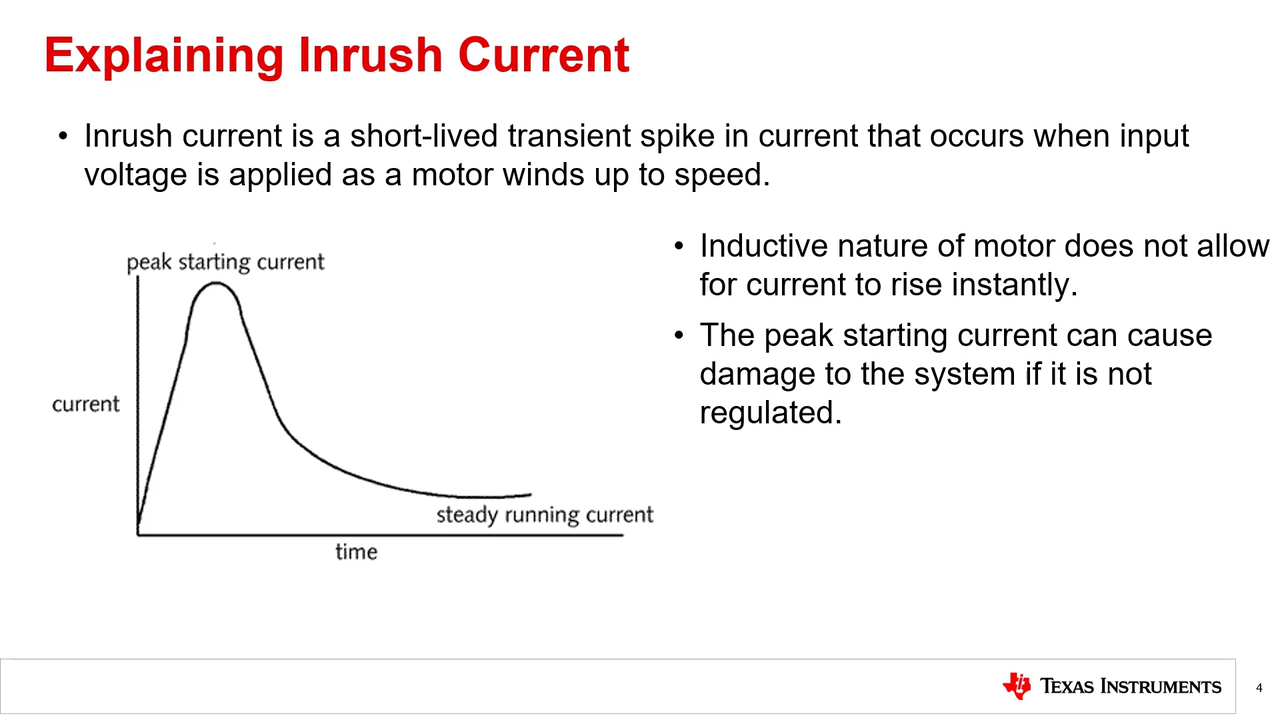 Explaining Inrush Current
• Inrush current is a short-lived transient spike in current that occurs when input
voltage is applied as a motor winds up to speed.
peak starting current
current
steady running current
time
• Inductive nature of motor does not allow
for current to rise instantly.
• The peak starting current can cause
damage to the system if it is not
regulated.
TEXAS INSTRUMENTS
4